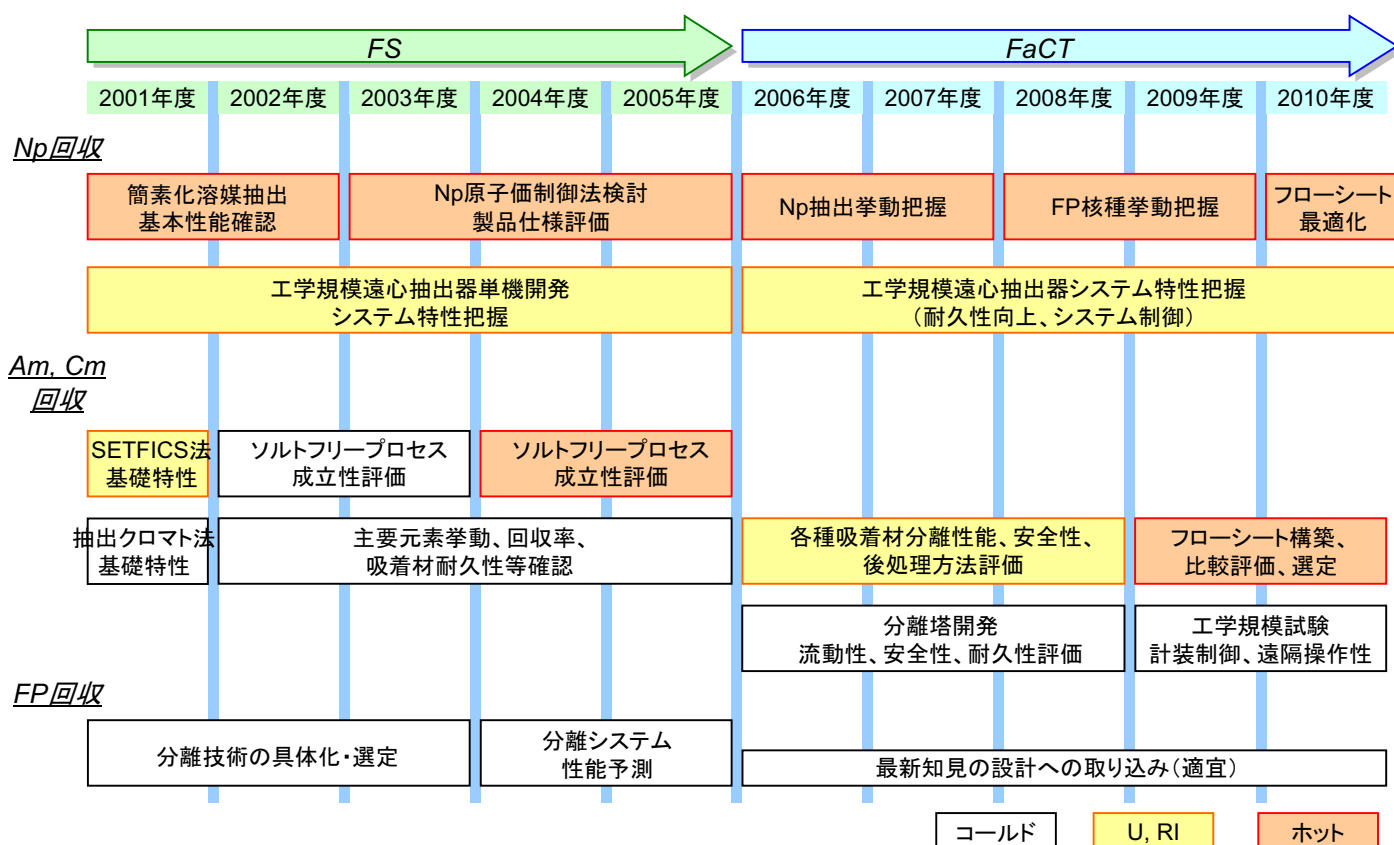 FS
FaCT
2001年度
2002年度
2003年度
2004年度
2005年度
2006年度
2007年度
2008年度
2009年度
2010年度
Np回収
簡素化溶媒抽出
基本性能確認
Np原子価制御法検討
製品仕様評価
Np抽出挙動把握
FP核種挙動把握
フローシート
最適化
工学規模遠心抽出器単機開発
システム特性把握
工学規模遠心抽出器システム特性把握
（耐久性向上、システム制御）
Am, Cm
回収
SETFICS法
基礎特性
ソルトフリープロセス
成立性評価
ソルトフリープロセス
成立性評価
抽出クロマト法
基礎特性
主要元素挙動、回収率、
吸着材耐久性等確認
各種吸着材分離性能、安全性、
後処理方法評価
フローシート構築、
比較評価、選定
分離塔開発
流動性、安全性、耐久性評価
工学規模試験
計装制御、遠隔操作性
FP回収
分離技術の具体化・選定
分離システム
性能予測
最新知見の設計への取り込み（適宜）
コールド
U, RI
ホット